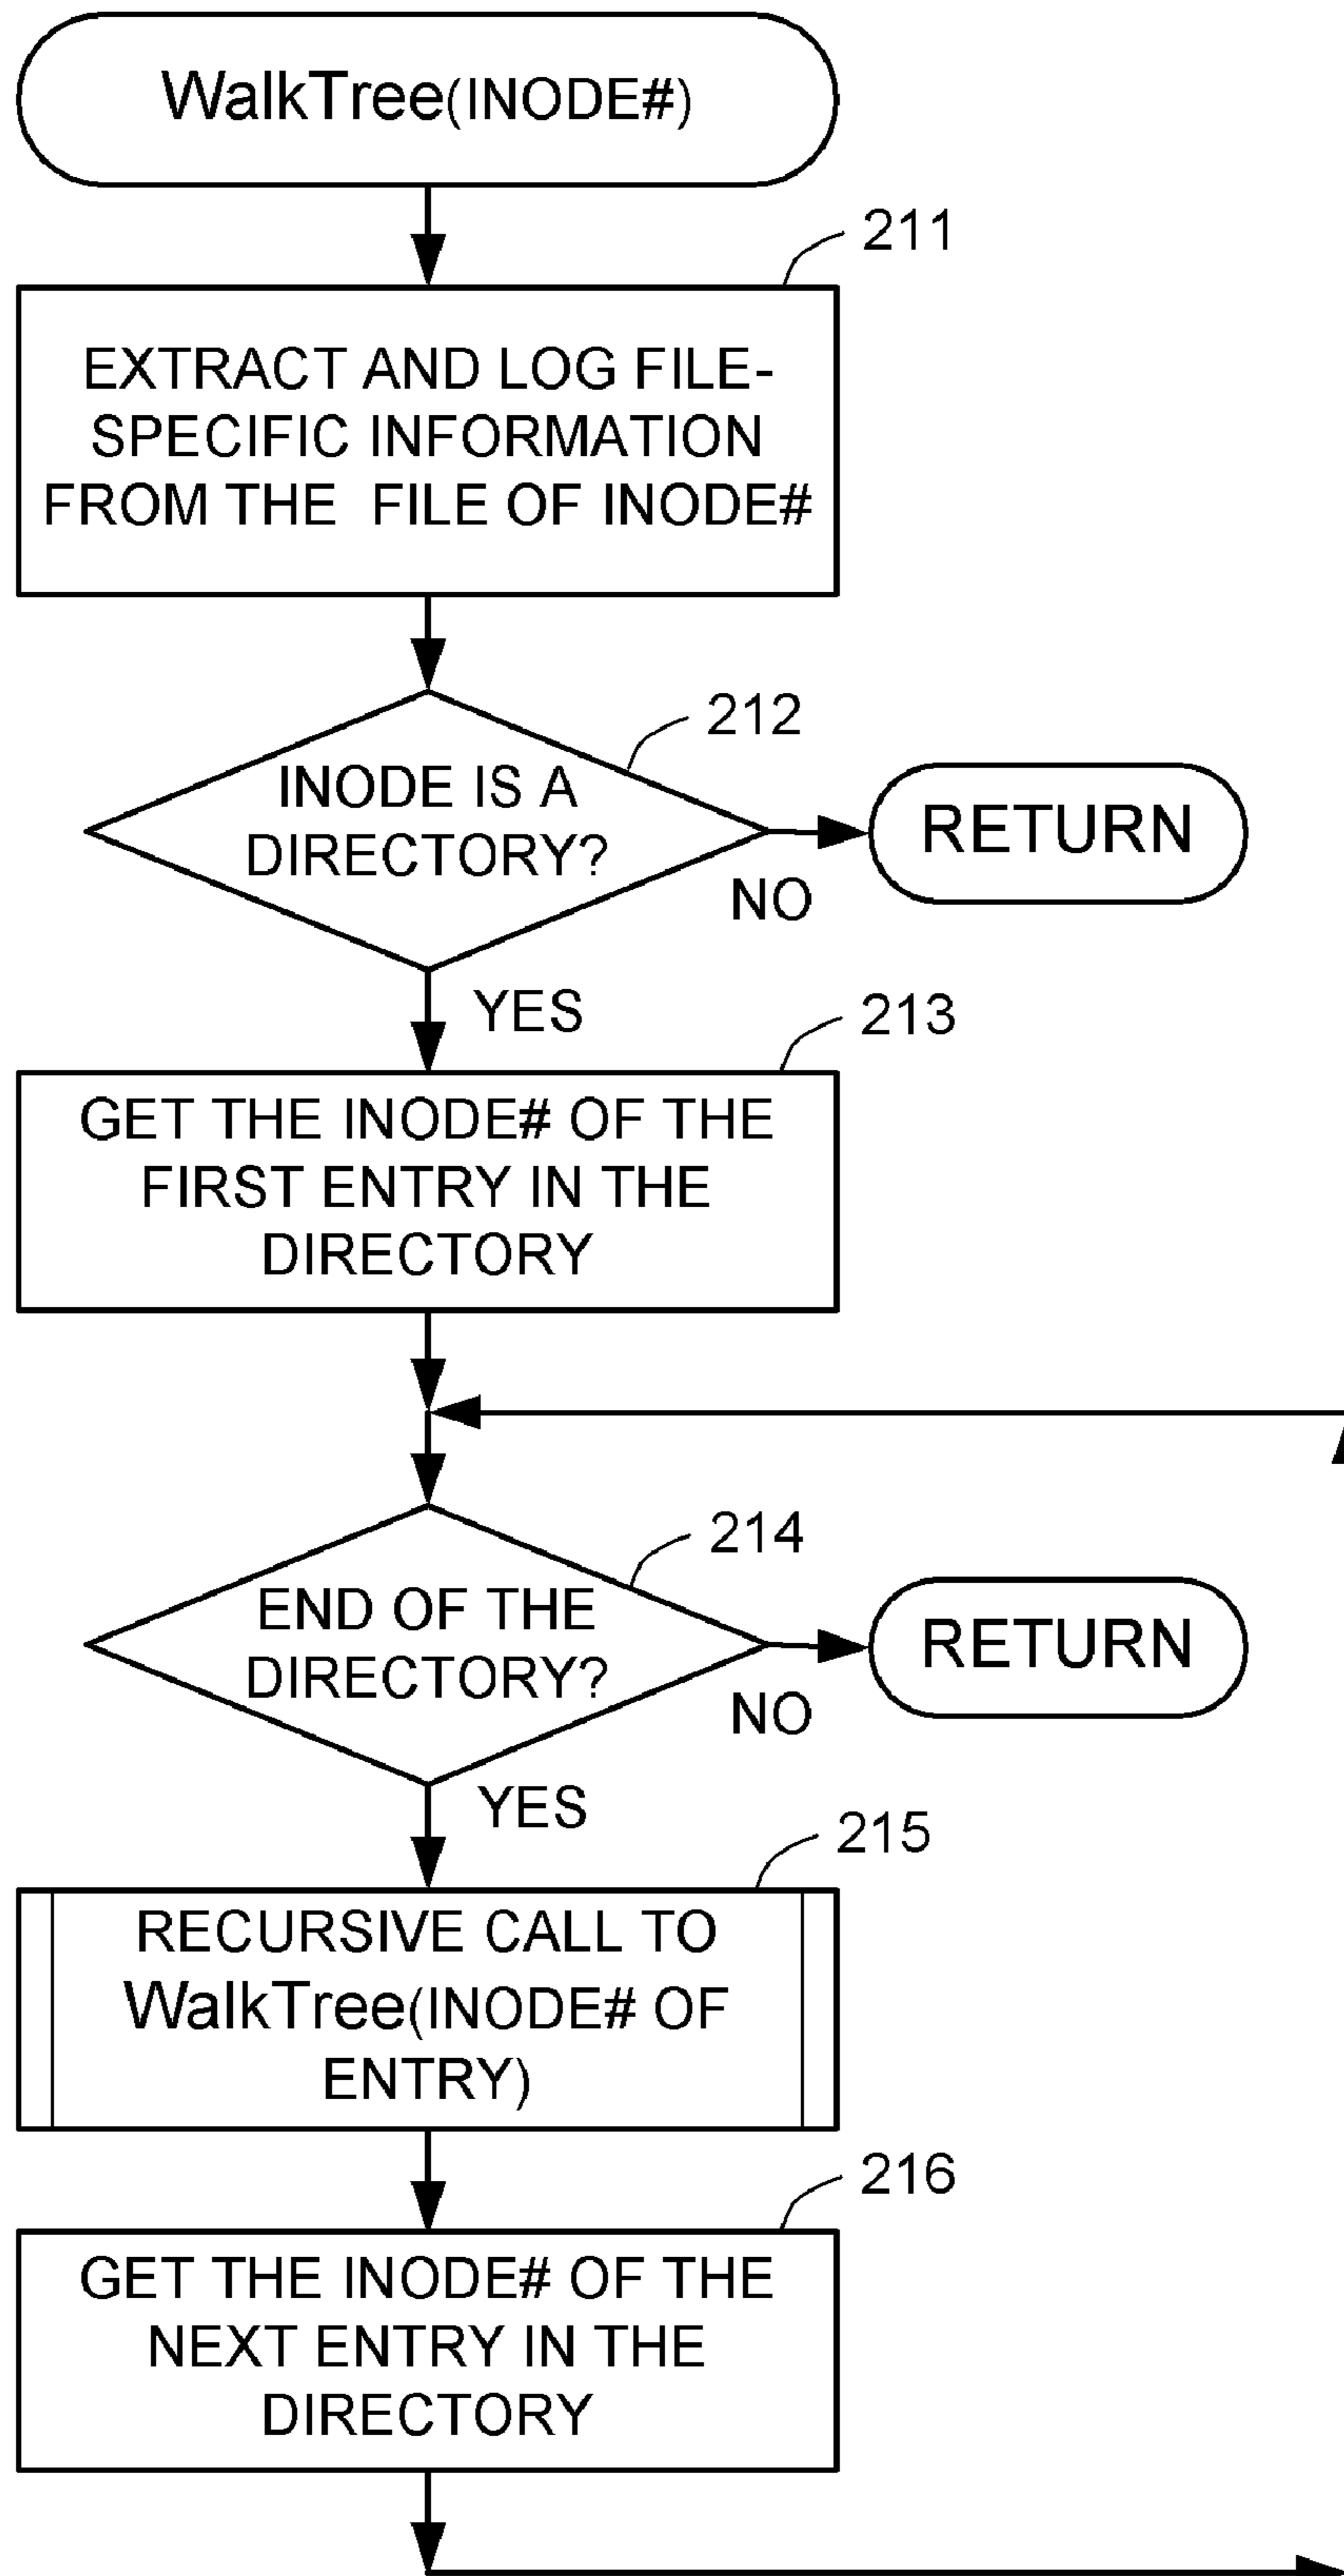 WalkTree(INODE#)
211
EXTRACT AND LOG FILE-
SPECIFIC INFORMATION
FROM THE FILE OF INODE#
212
INODE IS A
DIRECTORY?
RETURN
NO
YES
213
GET THE INODE# OF THE
FIRST ENTRY IN THE
DIRECTORY
214
END OF THE
DIRECTORY?
RETURN
NO
YES
215
RECURSIVE CALL TO
WalkTree(INODE# OF
ENTRY)
216
GET THE INODE# OF THE
NEXT ENTRY IN THE
DIRECTORY